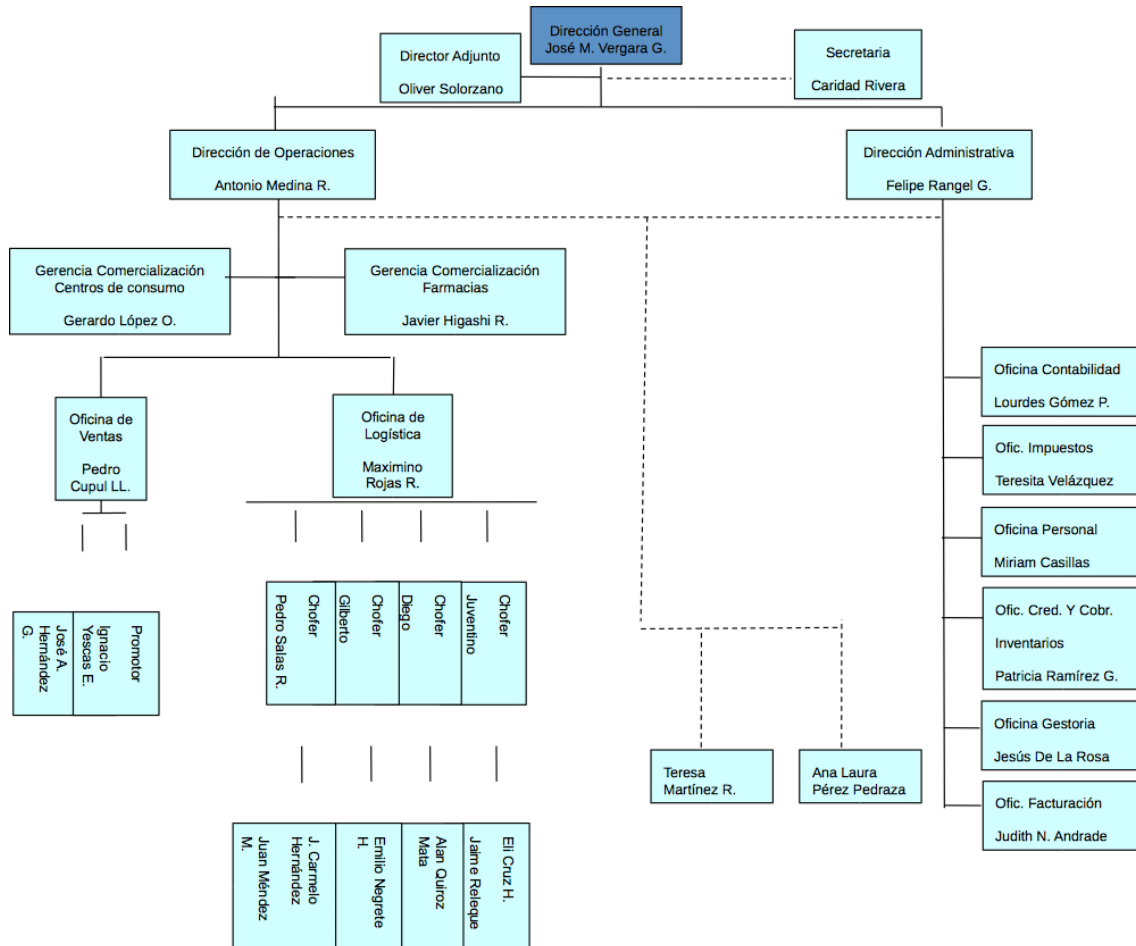 Dirección General
José M. Vergara G.
Director Adjunto
Oliver Solorzano
Secretaria
Caridad Rivera
Dirección de Operaciones
Antonio Medina R.
Dirección Administrativa
Felipe Rangel G.
Gerencia Comercialización
Centros de consumo
Gerardo López O.
Gerencia Comercialización
Farmacias
Javier Higashi R.
Oficina de
Ventas
Pedro
Cupul LL.
Oficina de
Logística
Maximino
Rojas R.
Oficina Contabilidad
Lourdes Gómez P.
Ofic. Impuestos
Teresita Velázquez
Oficina Personal
Miriam Casillas
Ofic. Cred. Y Cobr.
Inventarios
Patricia Ramírez G.
Oficina Gestoria
Jesús De La Rosa
Ofic. Facturación
Judith N. Andrade
Promotor
Ignacio
Yescas E.
José A.
Hernández
G.
Chofer
Pedro Salas R.
Chofer
Gilberto
Chofer
Diego
Chofer
Juventino
Teresa
Martínez R.
Ana Laura
Pérez Pedraza
J. Carmelo
Hernández
Juan Méndez
M.
Emilio Negrete
H.
Alan Quiroz
Mata
Eli Cruz H.
Jaime Releque